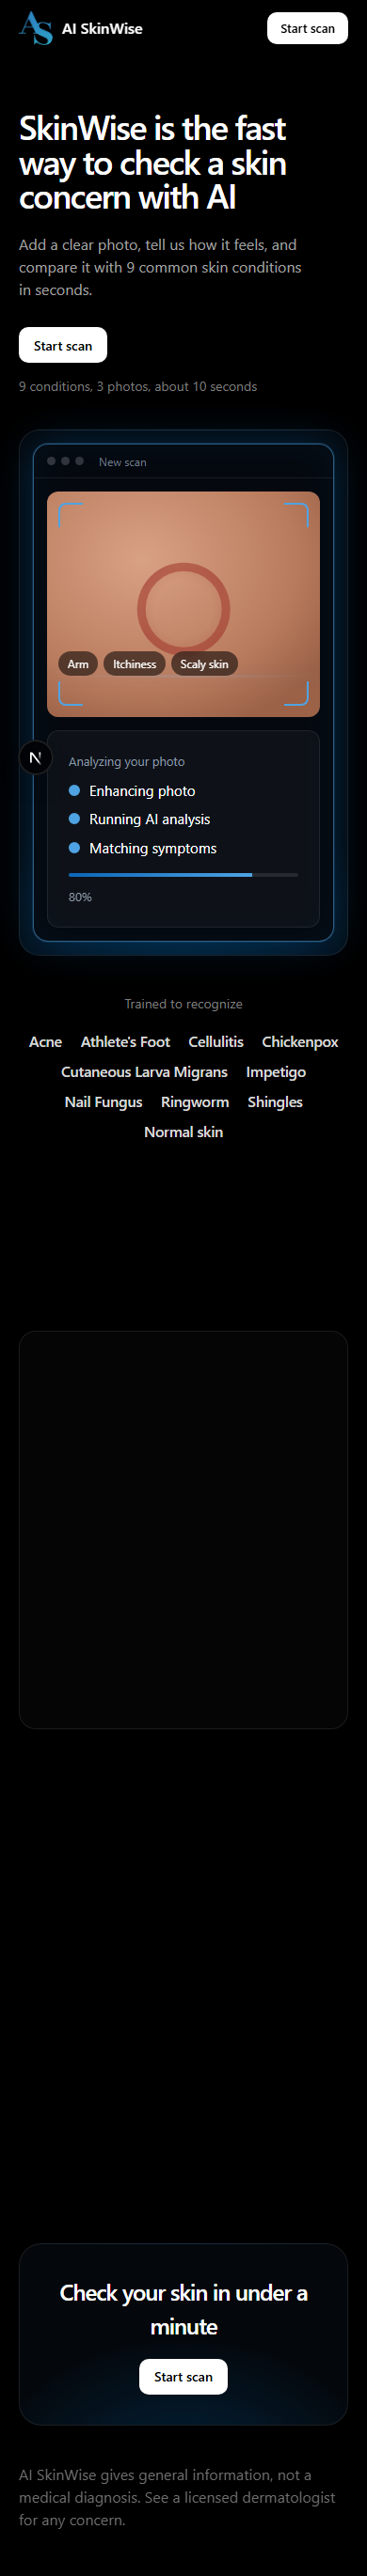 AS AI SkinWise
Start scan
SkinWise is the fast
way to check a skin
concern with AI
Add a clear photo, tell us how it feels, and
compare it with 9 common skin conditions
in seconds.
Start scan
9 conditions, 3 photos, about 10 seconds
New scan
Arm Itchiness Scaly skin
N
Analyzing your photo
Enhancing photo
Running AI analysis
Matching symptoms
80%
Trained to recognize
Acne Athlete's Foot Cellulitis Chickenpox
Cutaneous Larva Migrans Impetigo
Nail Fungus Ringworm Shingles
Normal skin
Check your skin in under a
minute
Start scan
AI SkinWise gives general information, not a
medical diagnosis. See a licensed dermatologist
for any concern.